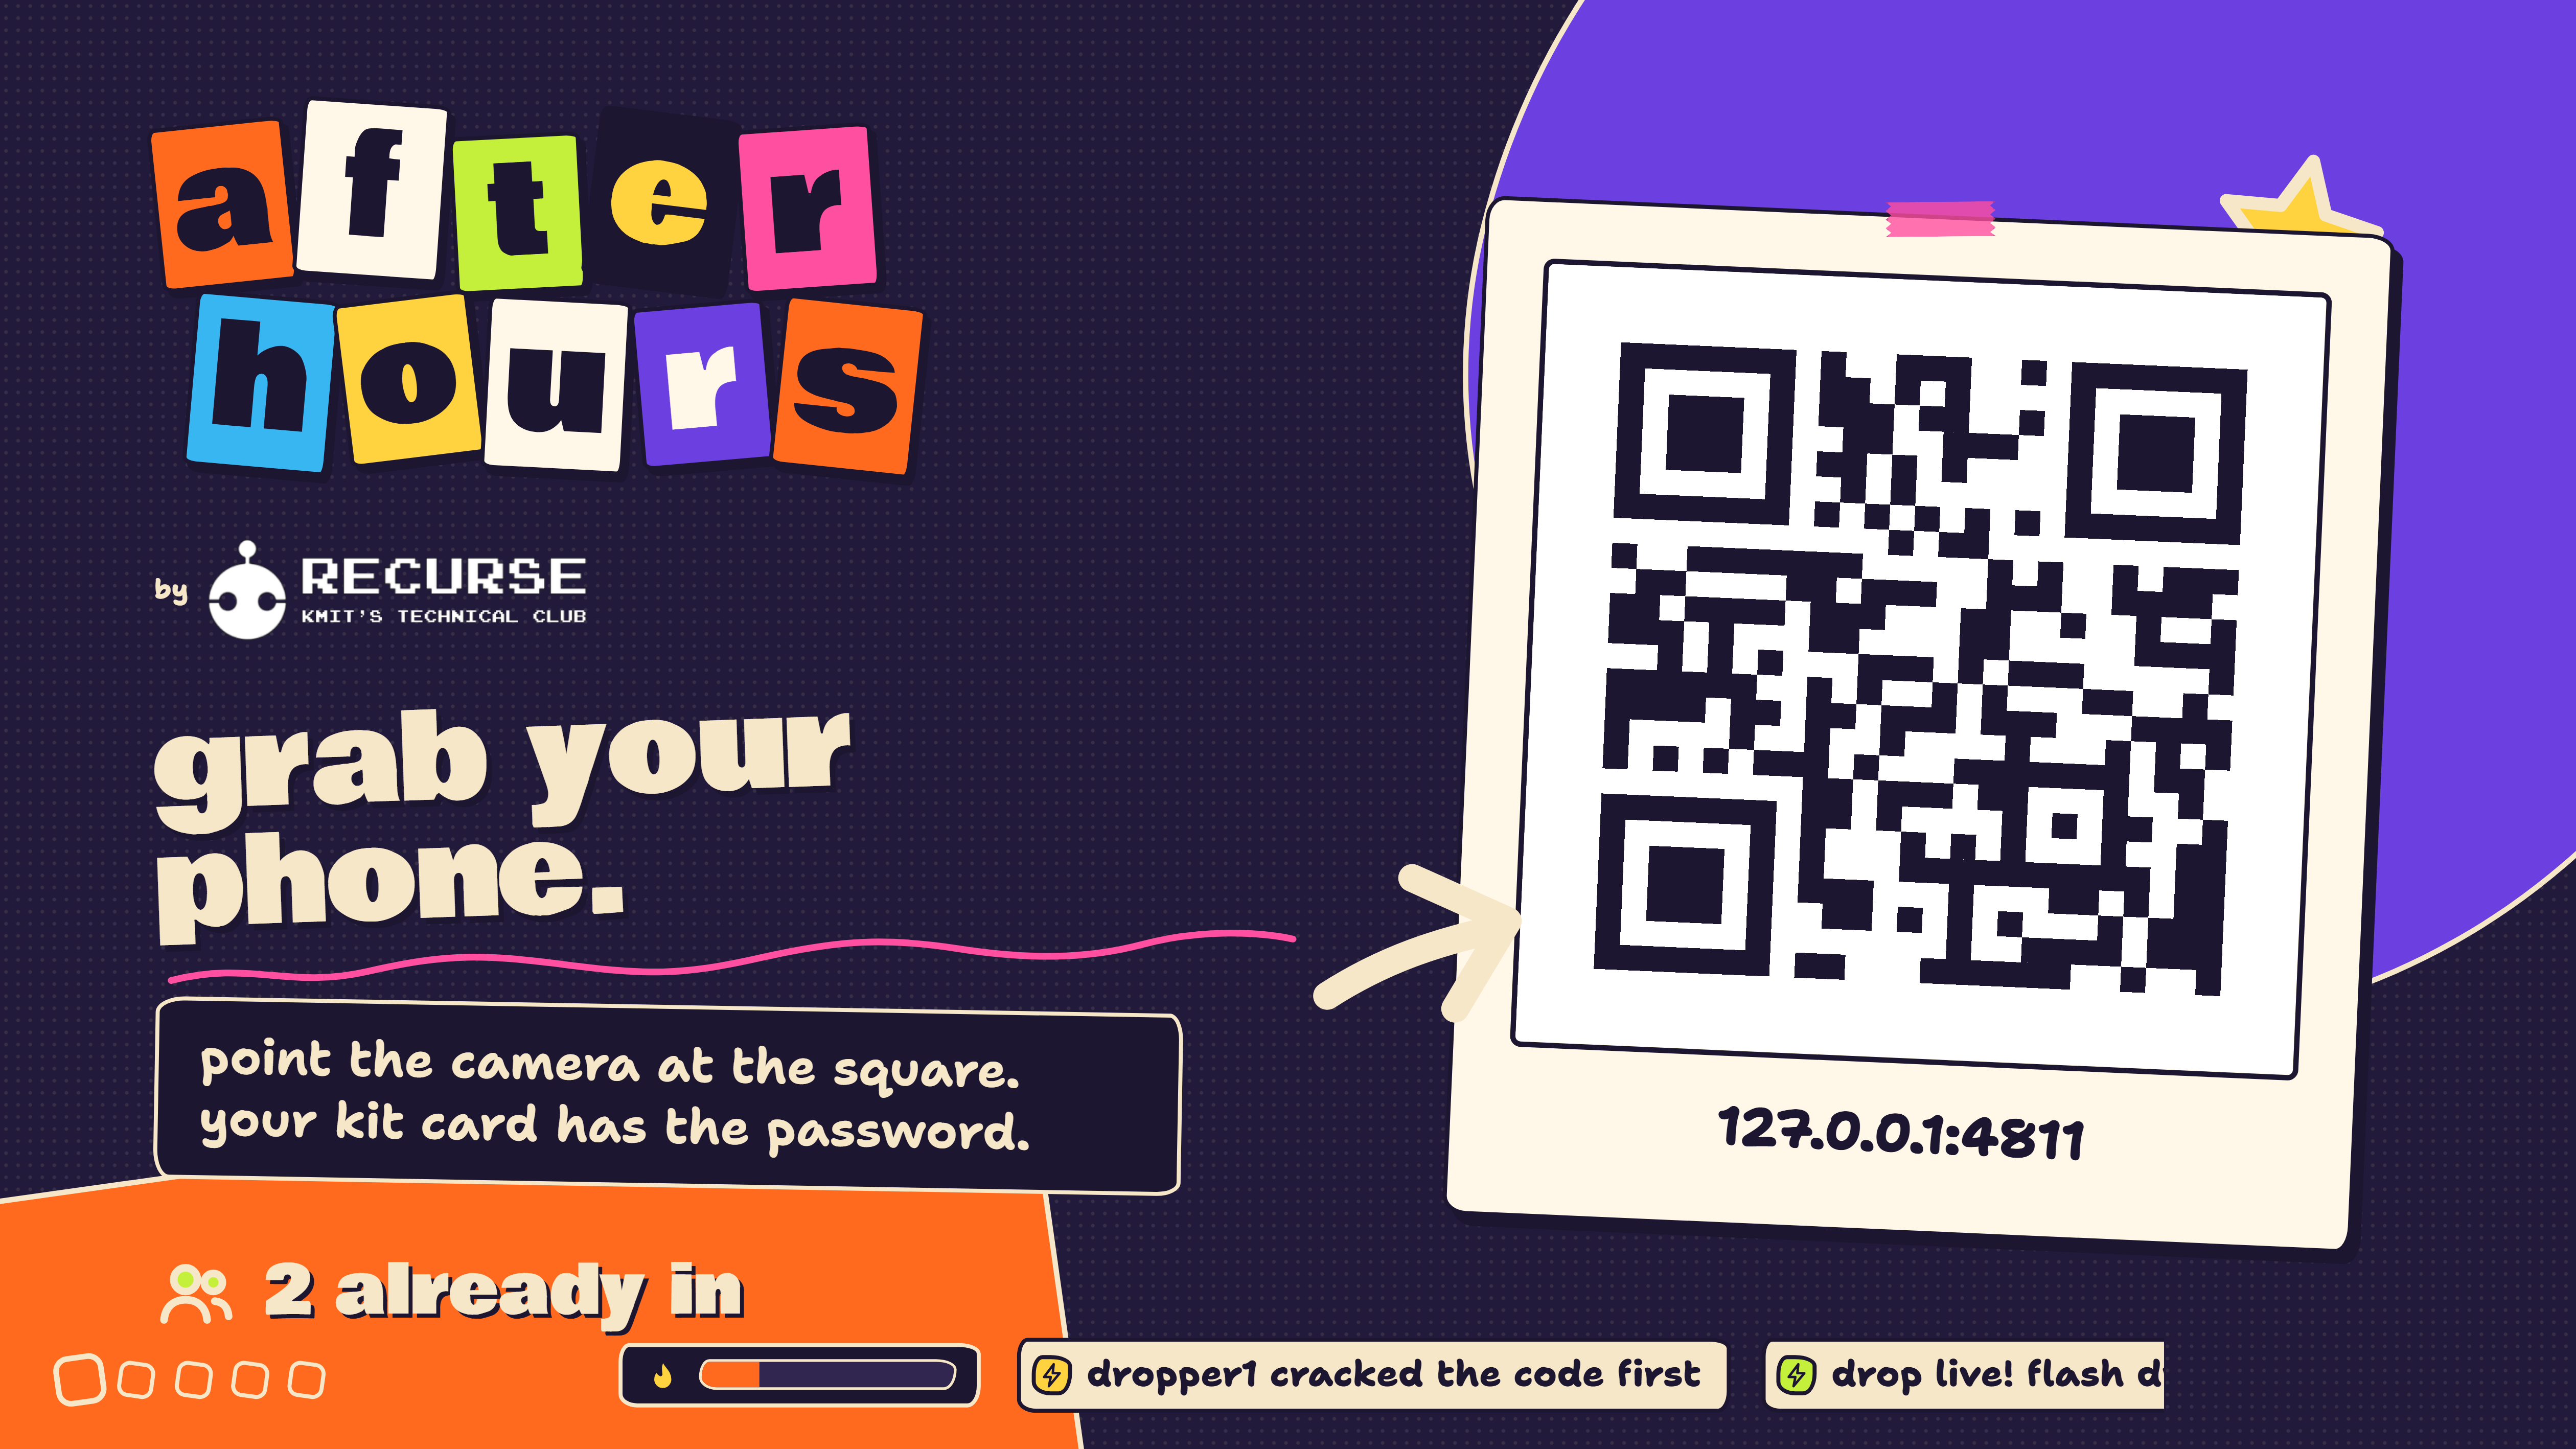 after
hours
by
RECURSE
KMIT'S TECHNICAL CLUB
grab your
phone.
point the camera at the square.
your kit card has the password.
127.0.0.1:4811
2 already in
dropper1 cracked the code first
drop live! flash